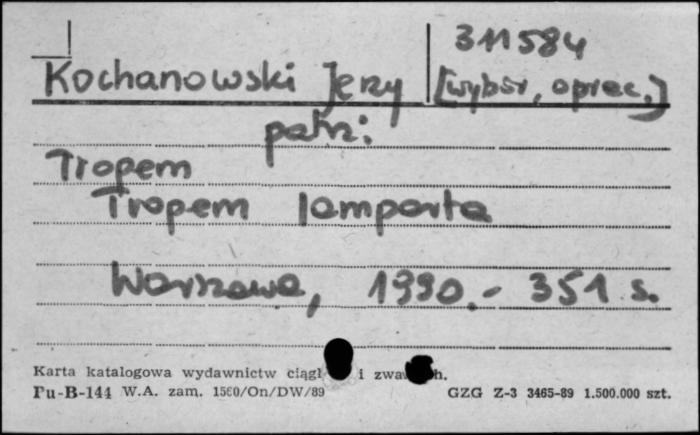 311584
Kochanowski Jerzy [wybór, oprac.]
patrz:
Tropem
Tropem lamparta
Warszawa, 1990.- 351 s.
Karta katalogowa wydawnictw ciągł i zwa h.
Pu-B-144 W.A. zam. 1560/On/DW/89 GZG Z-3 3465-89 1.500.000 szt.